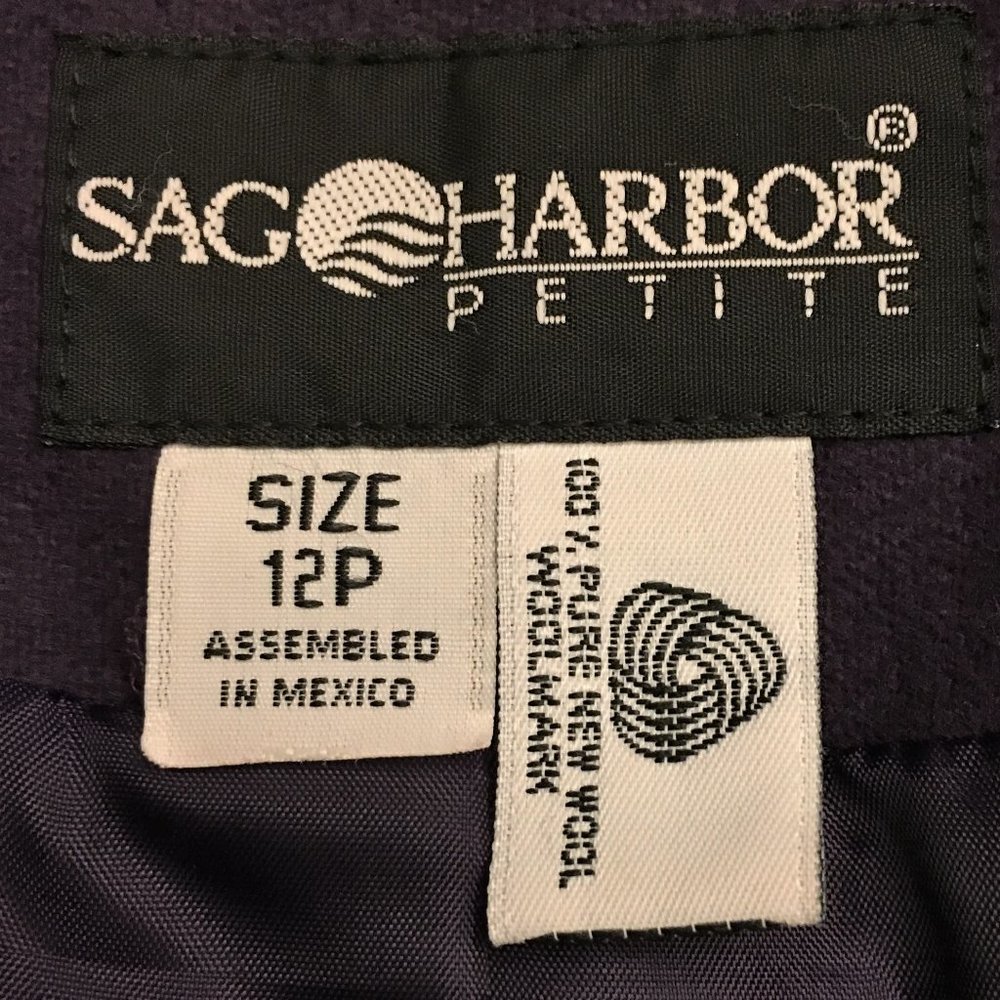 SAG HARBOR®
PETITE
SIZE
12P
ASSEMBLED
IN MEXICO
100% PURE NEW WOOL
WOOLMARK